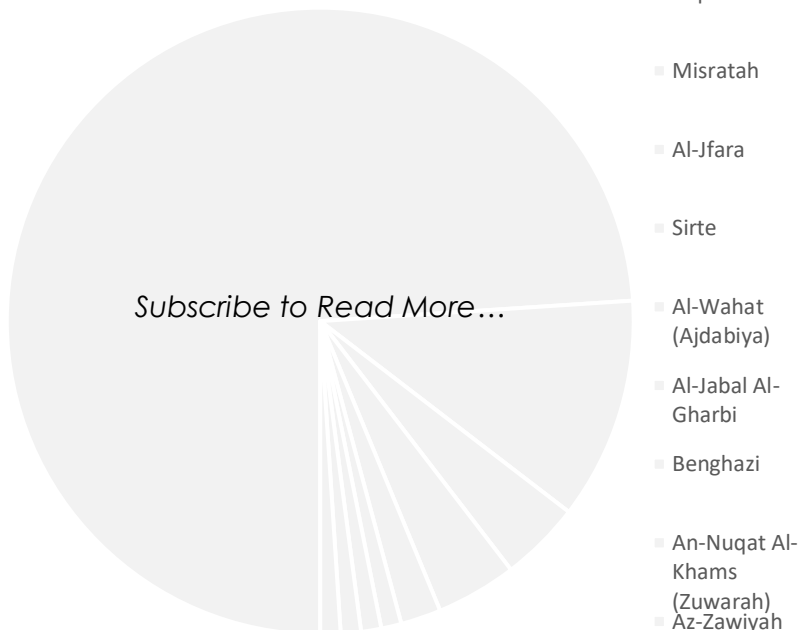 Subscribe to Read More...
Misratah
Al-Jfara
Sirte
Al-Wahat
(Ajdabiya)
Al-Jabal Al-
Gharbi
Benghazi
An-Nuqat Al-
Khams
(Zuwarah)
Az-Zawiyah